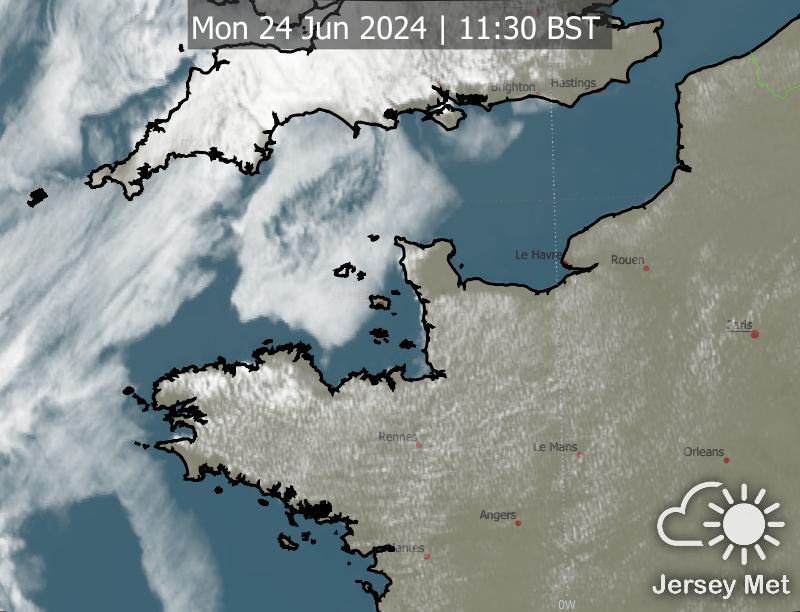 Mon 24 Jun 2024 | 11:30 BST
Brighton
Hastings
Le Havre
Rouen
Paris
Rennes
Le Mans
Orleans
Angers
Nantes
Jersey Met
0W